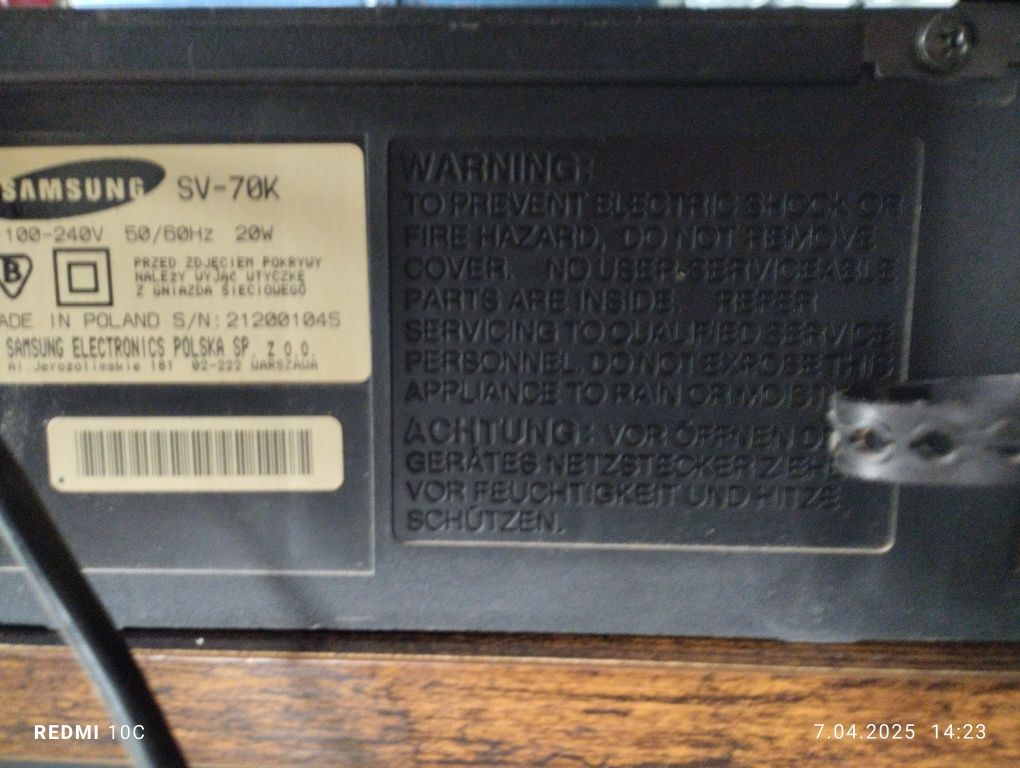 SAMSUNG SV-70K
100-240V 50/60Hz 20W
B
PRZED ZDJĘCIEM POKRYWY
NALEŻY WYJĄĆ WTYCZKĘ
Z GNIAZDA SIECIOWEGO
ADE IN POLAND S/N: 21200104S
SAMSUNG ELECTRONICS POLSKA SP. Z O.O.
Al. Jerozolimskie 181 02-222 WARSZAWA
WARNING:
TO PREVENT ELECTRIC SHOCK OR
FIRE HAZARD, DO NOT REMOVE
COVER. NO USER-SERVICEABLE
PARTS ARE INSIDE. REFER
SERVICING TO QUALIFIED SERVICE
PERSONNEL. DO NOT EXPOSE THIS
APPLIANCE TO RAIN OR MOIST
ACHTUNG: VOR ÖFFNEN D
GERÄTES NETZSTECKER ZIEHE
VOR FEUCHTIGKEIT UND HITZE
SCHÜTZEN.
REDMI 10C
7.04.2025 14:23